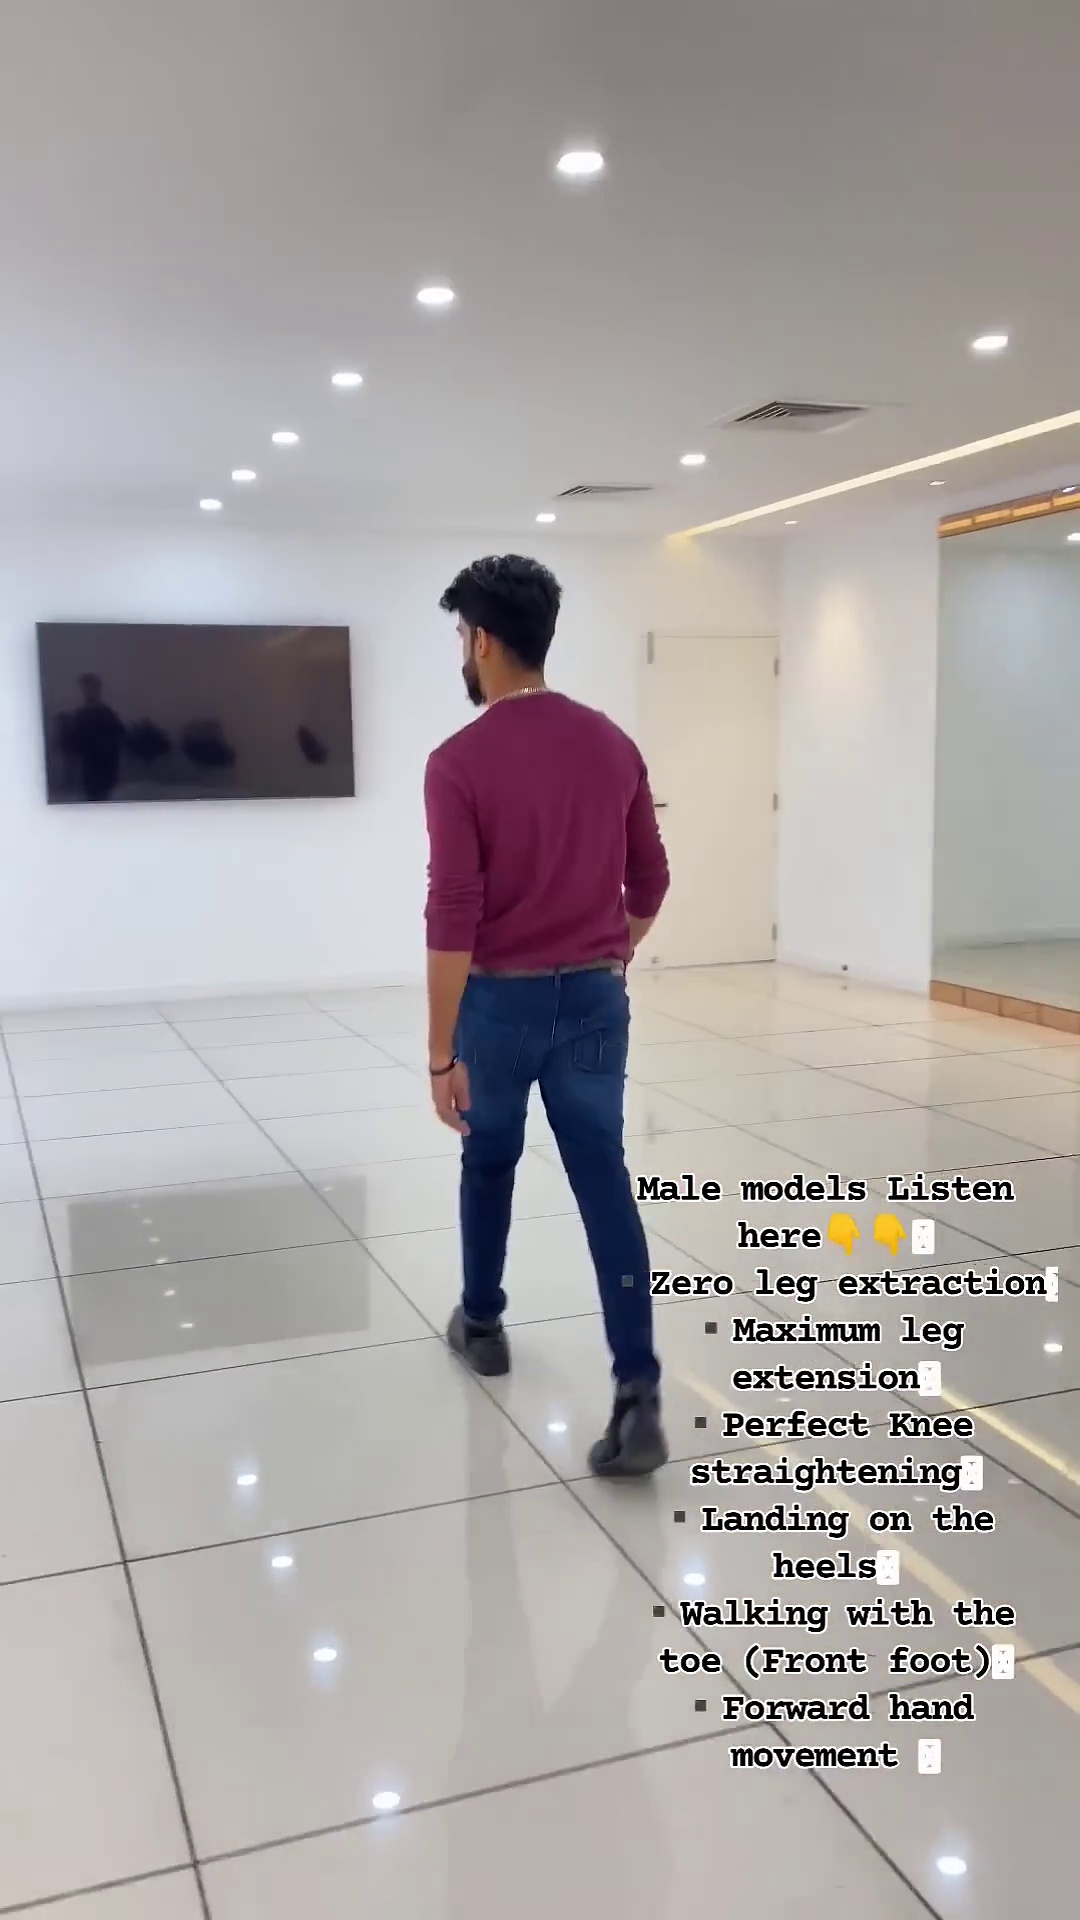 Male models Listen
here👇👇
▪ Zero leg extraction
▪ Maximum leg
extension
▪ Perfect Knee
straightening
▪ Landing on the
heels
▪ Walking with the
toe (Front foot)
▪ Forward hand
movement